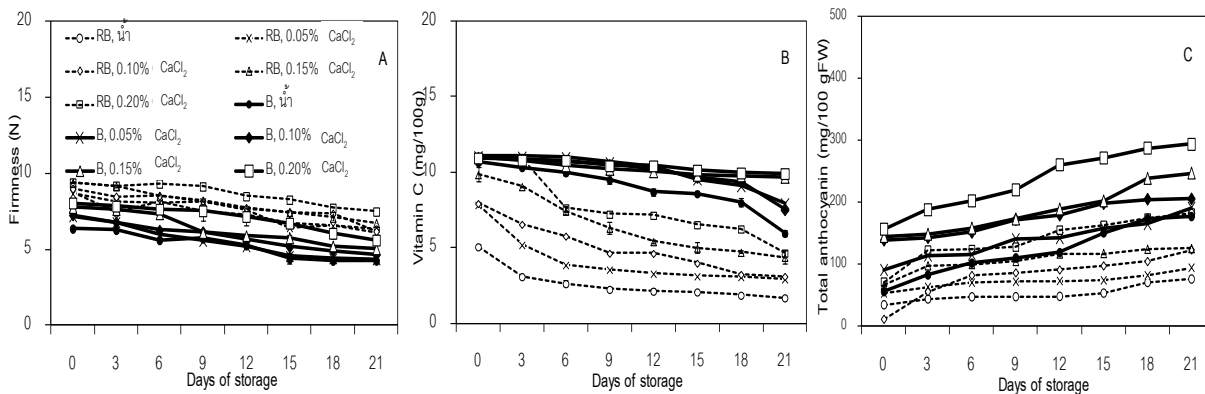 20
15
10
5
0
Firmness (N)
RB, น้ำ
RB, 0.05% CaCl2
RB, 0.10% CaCl2
RB, 0.15% CaCl2
RB, 0.20% CaCl2
B, น้ำ
B, 0.05% CaCl2
B, 0.10% CaCl2
B, 0.15% CaCl2
B, 0.20% CaCl2
A
0 3 6 9 12 15 18 21
Days of storage
20
15
10
5
0
Vitamin C (mg/100g)
B
0 3 6 9 12 15 18 21
Days of storage
500
400
300
200
100
0
Total anthocyanin (mg/100 gFW)
C
0 3 6 9 12 15 18 21
Days of storage